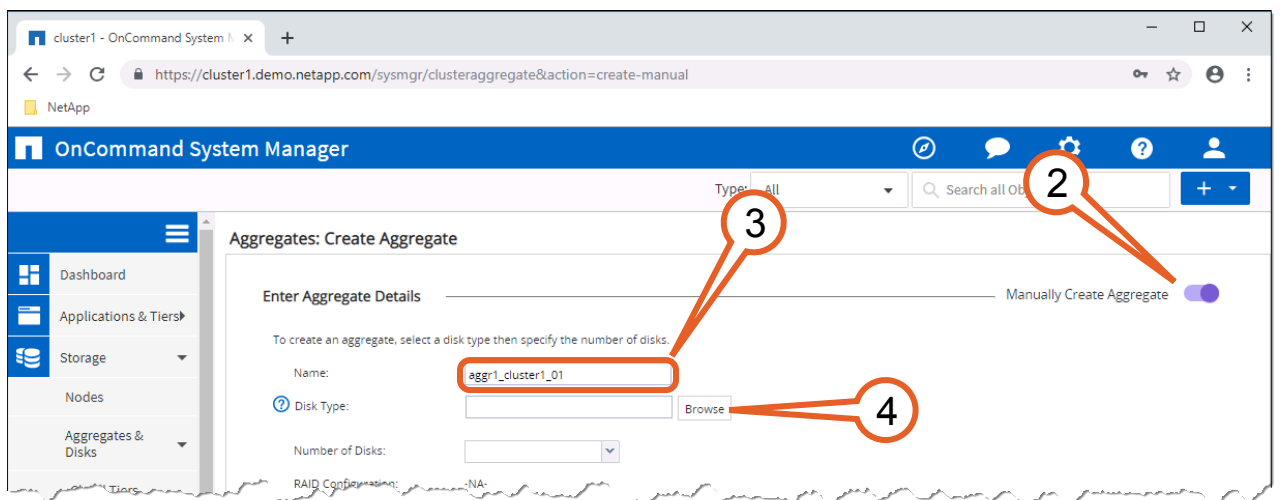 cluster1 - OnCommand System
https://cluster1.demo.netapp.com/sysmgr/clusteraggregate&action=create-manual
NetApp
OnCommand System Manager
Type: All
Search all Ob
2
3
Aggregates: Create Aggregate
Dashboard
Enter Aggregate Details
Manually Create Aggregate
Applications & Tiers
To create an aggregate, select a disk type then specify the number of disks.
Storage
Name:
aggr1_cluster1_01
Nodes
Disk Type:
Browse
4
Aggregates &
Disks
Number of Disks:
RAID Configuration:
-NA-
Tiers